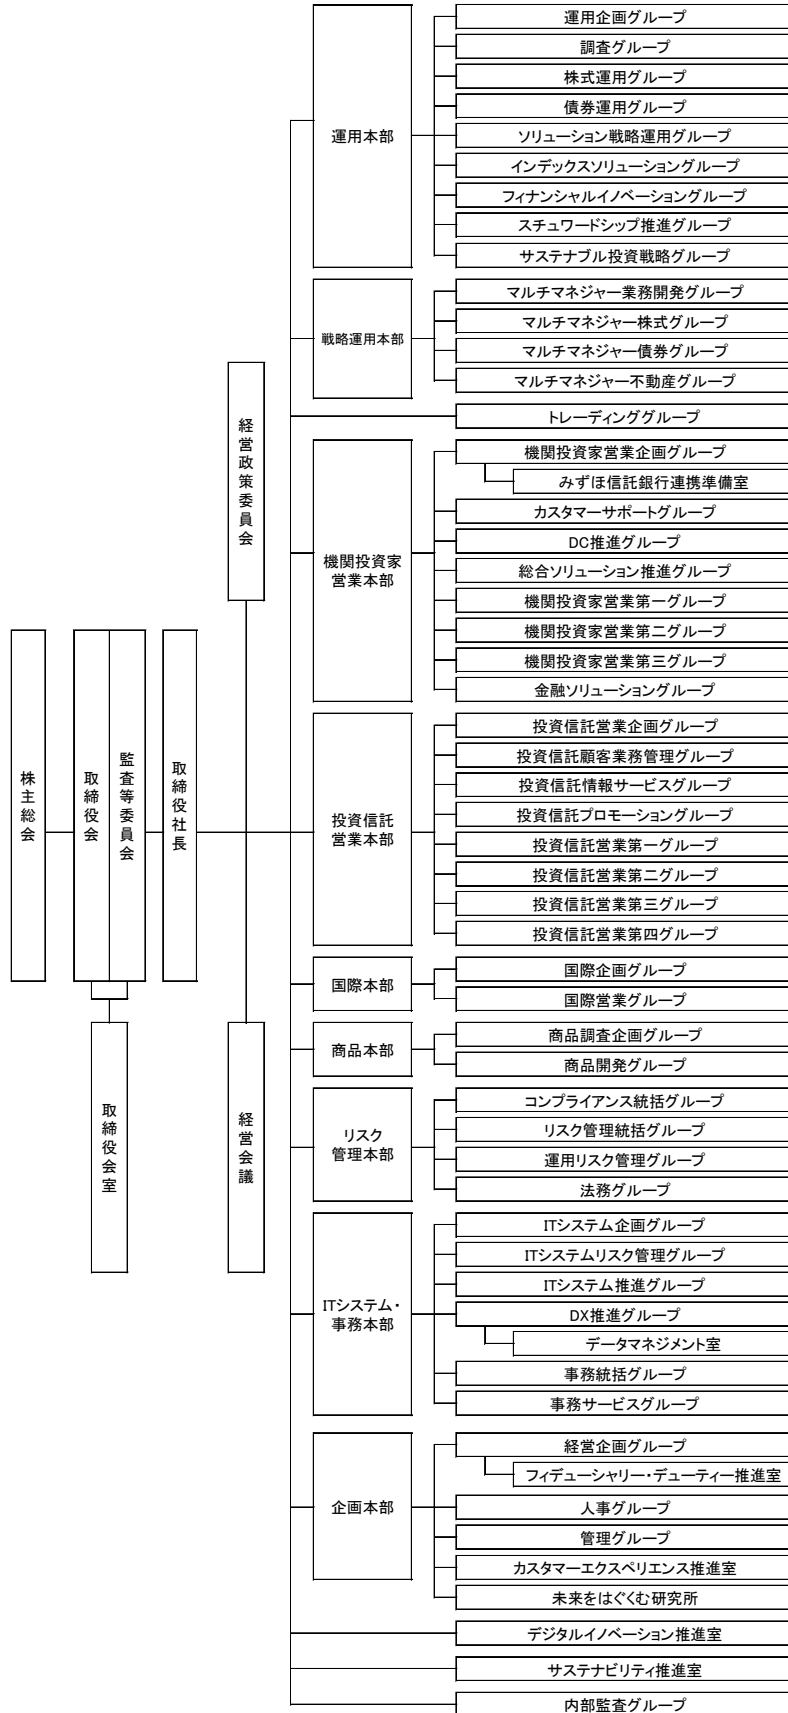 株主総会
取締役会
監査等委員会
取締役会室
取締役社長
経営政策委員会
経営会議
運用本部
運用企画グループ
調査グループ
株式運用グループ
債券運用グループ
ソリューション戦略運用グループ
インデックスソリューショングループ
フィナンシャルイノベーショングループ
スチュワードシップ推進グループ
サステナブル投資戦略グループ
戦略運用本部
マルチマネジャー業務開発グループ
マルチマネジャー株式グループ
マルチマネジャー債券グループ
マルチマネジャー不動産グループ
トレーディンググループ
機関投資家
営業本部
機関投資家営業企画グループ
みずほ信託銀行連携準備室
カスタマーサポートグループ
DC推進グループ
総合ソリューション推進グループ
機関投資家営業第一グループ
機関投資家営業第二グループ
機関投資家営業第三グループ
金融ソリューショングループ
投資信託
営業本部
投資信託営業企画グループ
投資信託顧客業務管理グループ
投資信託情報サービスグループ
投資信託プロモーショングループ
投資信託営業第一グループ
投資信託営業第二グループ
投資信託営業第三グループ
投資信託営業第四グループ
国際本部
国際企画グループ
国際営業グループ
商品本部
商品調査企画グループ
商品開発グループ
リスク
管理本部
コンプライアンス統括グループ
リスク管理統括グループ
運用リスク管理グループ
法務グループ
ITシステム・
事務本部
ITシステム企画グループ
ITシステムリスク管理グループ
ITシステム推進グループ
DX推進グループ
データマネジメント室
事務統括グループ
事務サービスグループ
企画本部
経営企画グループ
フィデューシャリー・デューティー推進室
人事グループ
管理グループ
カスタマーエクスペリエンス推進室
未来をはぐくむ研究所
デジタルイノベーション推進室
サステナビリティ推進室
内部監査グループ